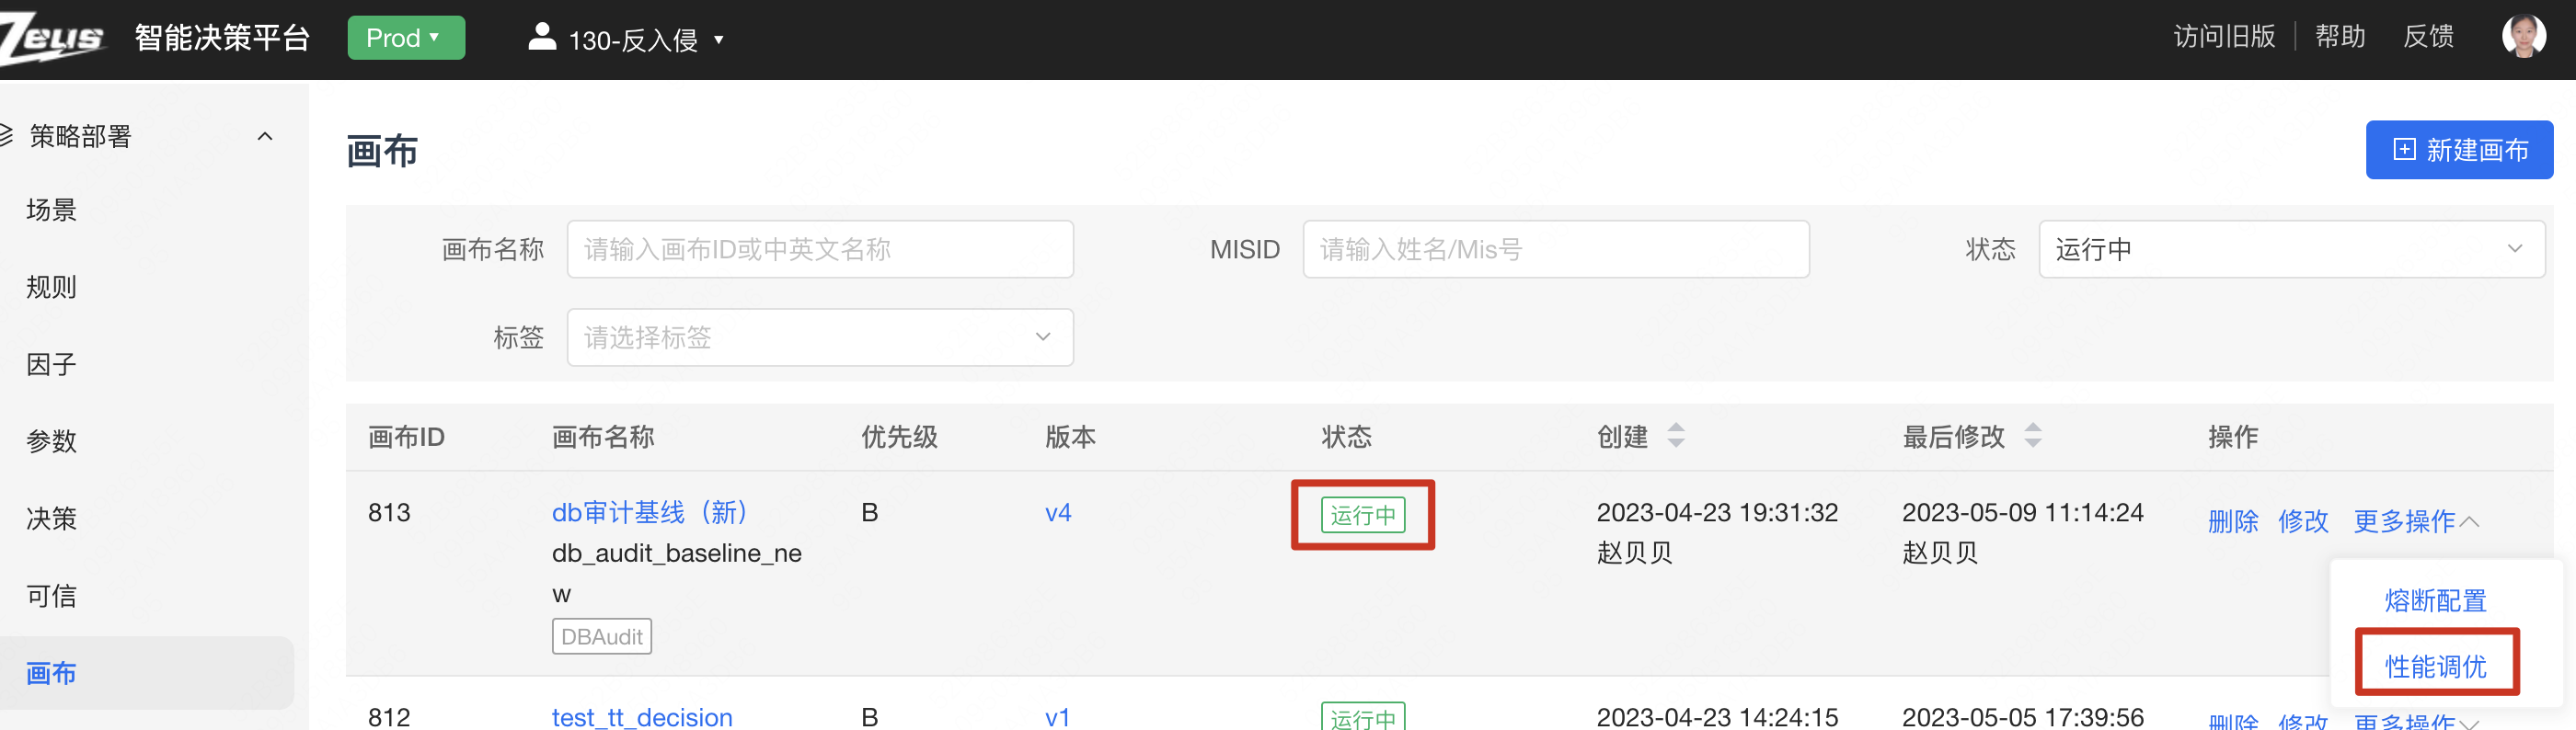 Zeus 智能决策平台 Prod 130-反入侵 访问旧版 帮助 反馈
策略部署
场景
规则
因子
参数
决策
可信
画布
画布
新建画布
画布名称 请输入画布ID或中英文名称 MISID 请输入姓名/Mis号 状态 运行中
标签 请选择标签
画布ID 画布名称 优先级 版本 状态 创建 最后修改 操作
813 db审计基线（新） B v4 运行中 2023-04-23 19:31:32 2023-05-09 11:14:24 删除 修改 更多操作
db_audit_baseline_ne 赵贝贝 赵贝贝
w
DBAudit
熔断配置
性能调优
812 test_tt_decision B v1 运行中 2023-04-23 14:24:15 2023-05-05 17:39:56 删除 修改 更多操作